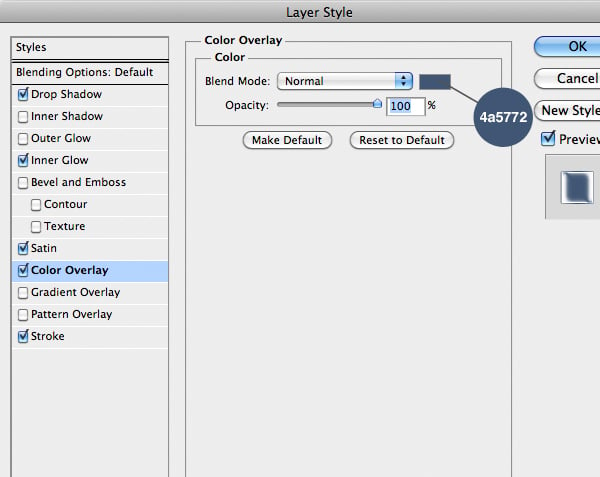 Layer Style
Styles
Blending Options: Default
Drop Shadow
Inner Shadow
Outer Glow
Inner Glow
Bevel and Emboss
Contour
Texture
Satin
Color Overlay
Gradient Overlay
Pattern Overlay
Stroke
Color Overlay
Color
Blend Mode: Normal
Opacity: 100 %
Make Default Reset to Default
4a5772
OK
Cancel
New Style
Preview